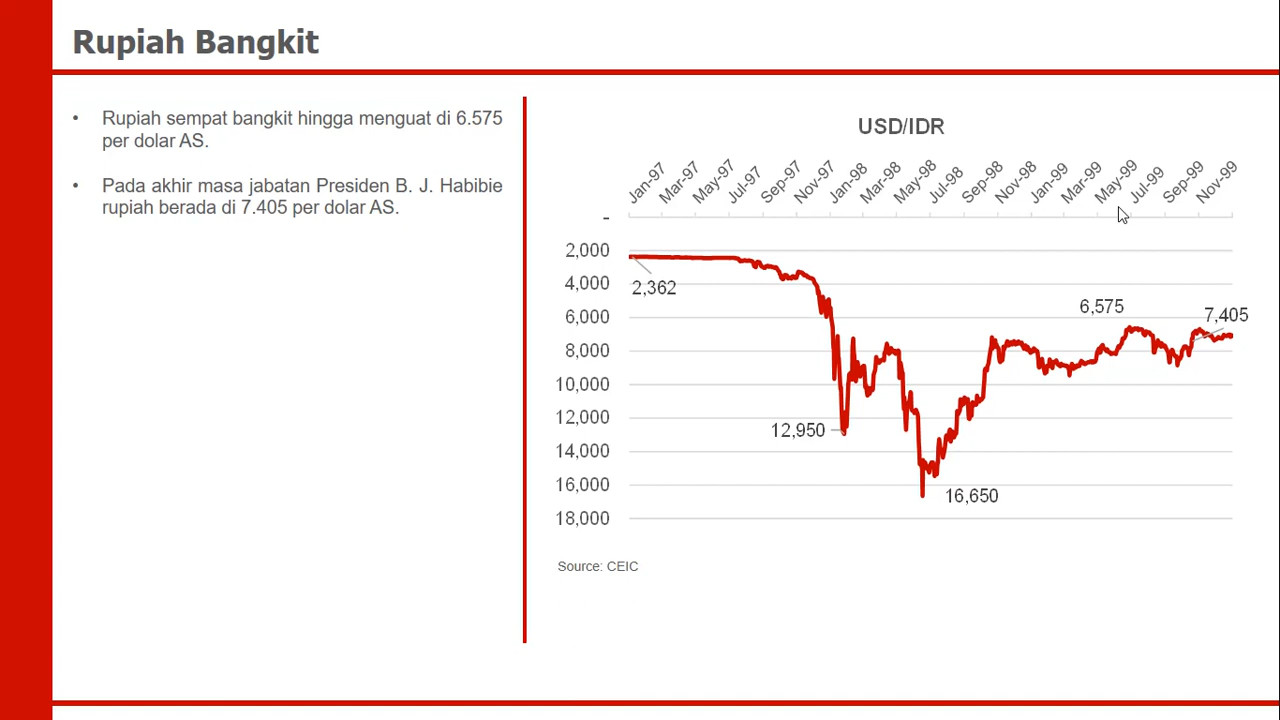 Rupiah Bangkit
• Rupiah sempat bangkit hingga menguat di 6.575
per dolar AS.
• Pada akhir masa jabatan Presiden B. J. Habibie
rupiah berada di 7.405 per dolar AS.
USD/IDR
Jan-97 Mar-97 May-97 Jul-97 Sep-97 Nov-97 Jan-98 Mar-98 May-98 Jul-98 Sep-98 Nov-98 Jan-99 Mar-99 May-99 Jul-99 Sep-99 Nov-99
-
2,000
4,000
6,000
8,000
10,000
12,000
14,000
16,000
18,000
2,362
12,950
16,650
6,575
7,405
Source: CEIC